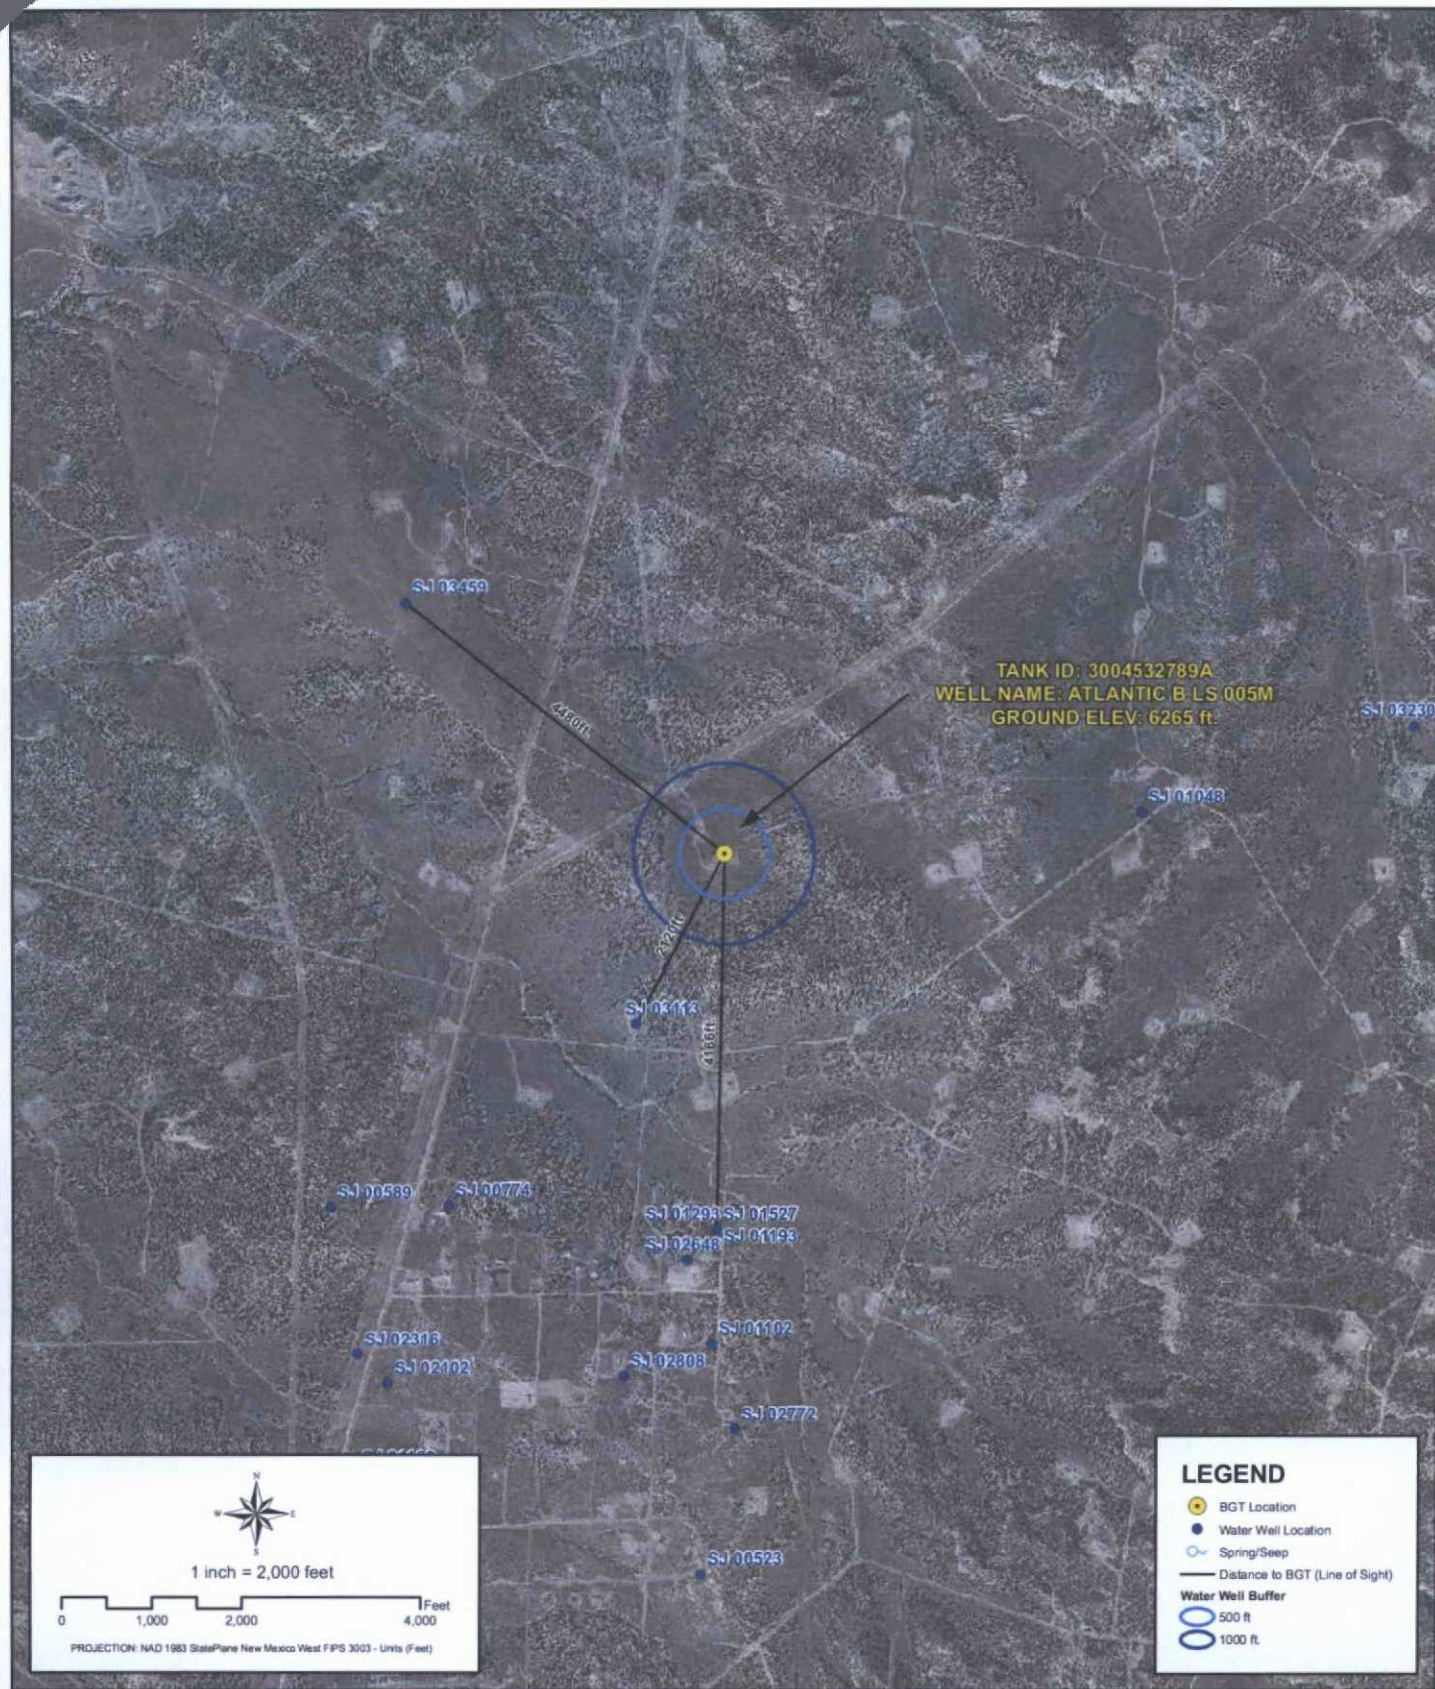 SJ 03459
4480ft.
TANK ID: 3004532789A
WELL NAME: ATLANTIC B LS 005M
GROUND ELEV: 6265 ft.
SJ 03230
SJ 01048
2120ft.
SJ 03113
4166ft.
SJ 00589
SJ 00774
SJ 01293 SJ 01527
SJ 01193
SJ 02648
SJ 01102
SJ 02316
SJ 02102
SJ 02808
SJ 02772
SJ 00523
N
W E
S
1 inch = 2,000 feet
Feet
0 1,000 2,000 4,000
PROJECTION: NAD 1983 StatePlane New Mexico West FIPS 3003 - Units (Feet)
LEGEND
BGT Location
Water Well Location
Spring/Seep
Distance to BGT (Line of Sight)
Water Well Buffer
500 ft
1000 ft.